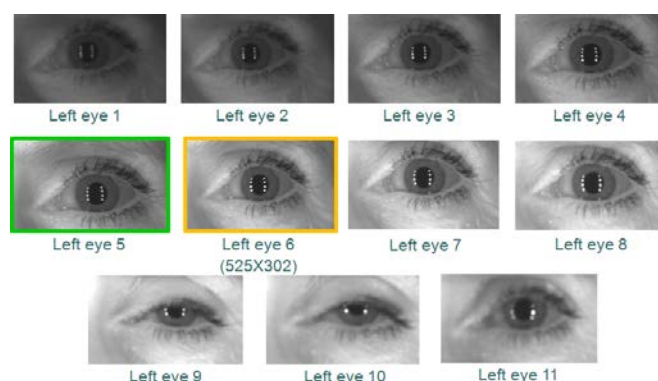 Left eye 1
Left eye 2
Left eye 3
Left eye 4
Left eye 5
Left eye 6
(525X302)
Left eye 7
Left eye 8
Left eye 9
Left eye 10
Left eye 11